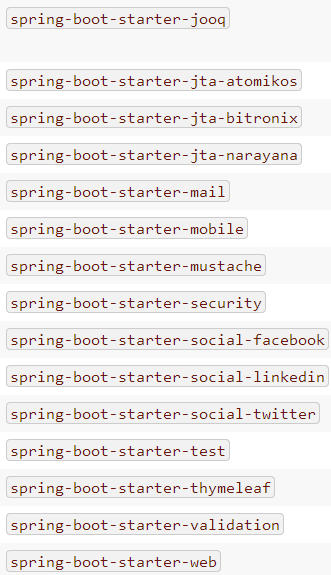 spring-boot-starter-jooq
spring-boot-starter-jta-atomikos
spring-boot-starter-jta-bitronix
spring-boot-starter-jta-narayana
spring-boot-starter-mail
spring-boot-starter-mobile
spring-boot-starter-mustache
spring-boot-starter-security
spring-boot-starter-social-facebook
spring-boot-starter-social-linkedin
spring-boot-starter-social-twitter
spring-boot-starter-test
spring-boot-starter-thymeleaf
spring-boot-starter-validation
spring-boot-starter-web